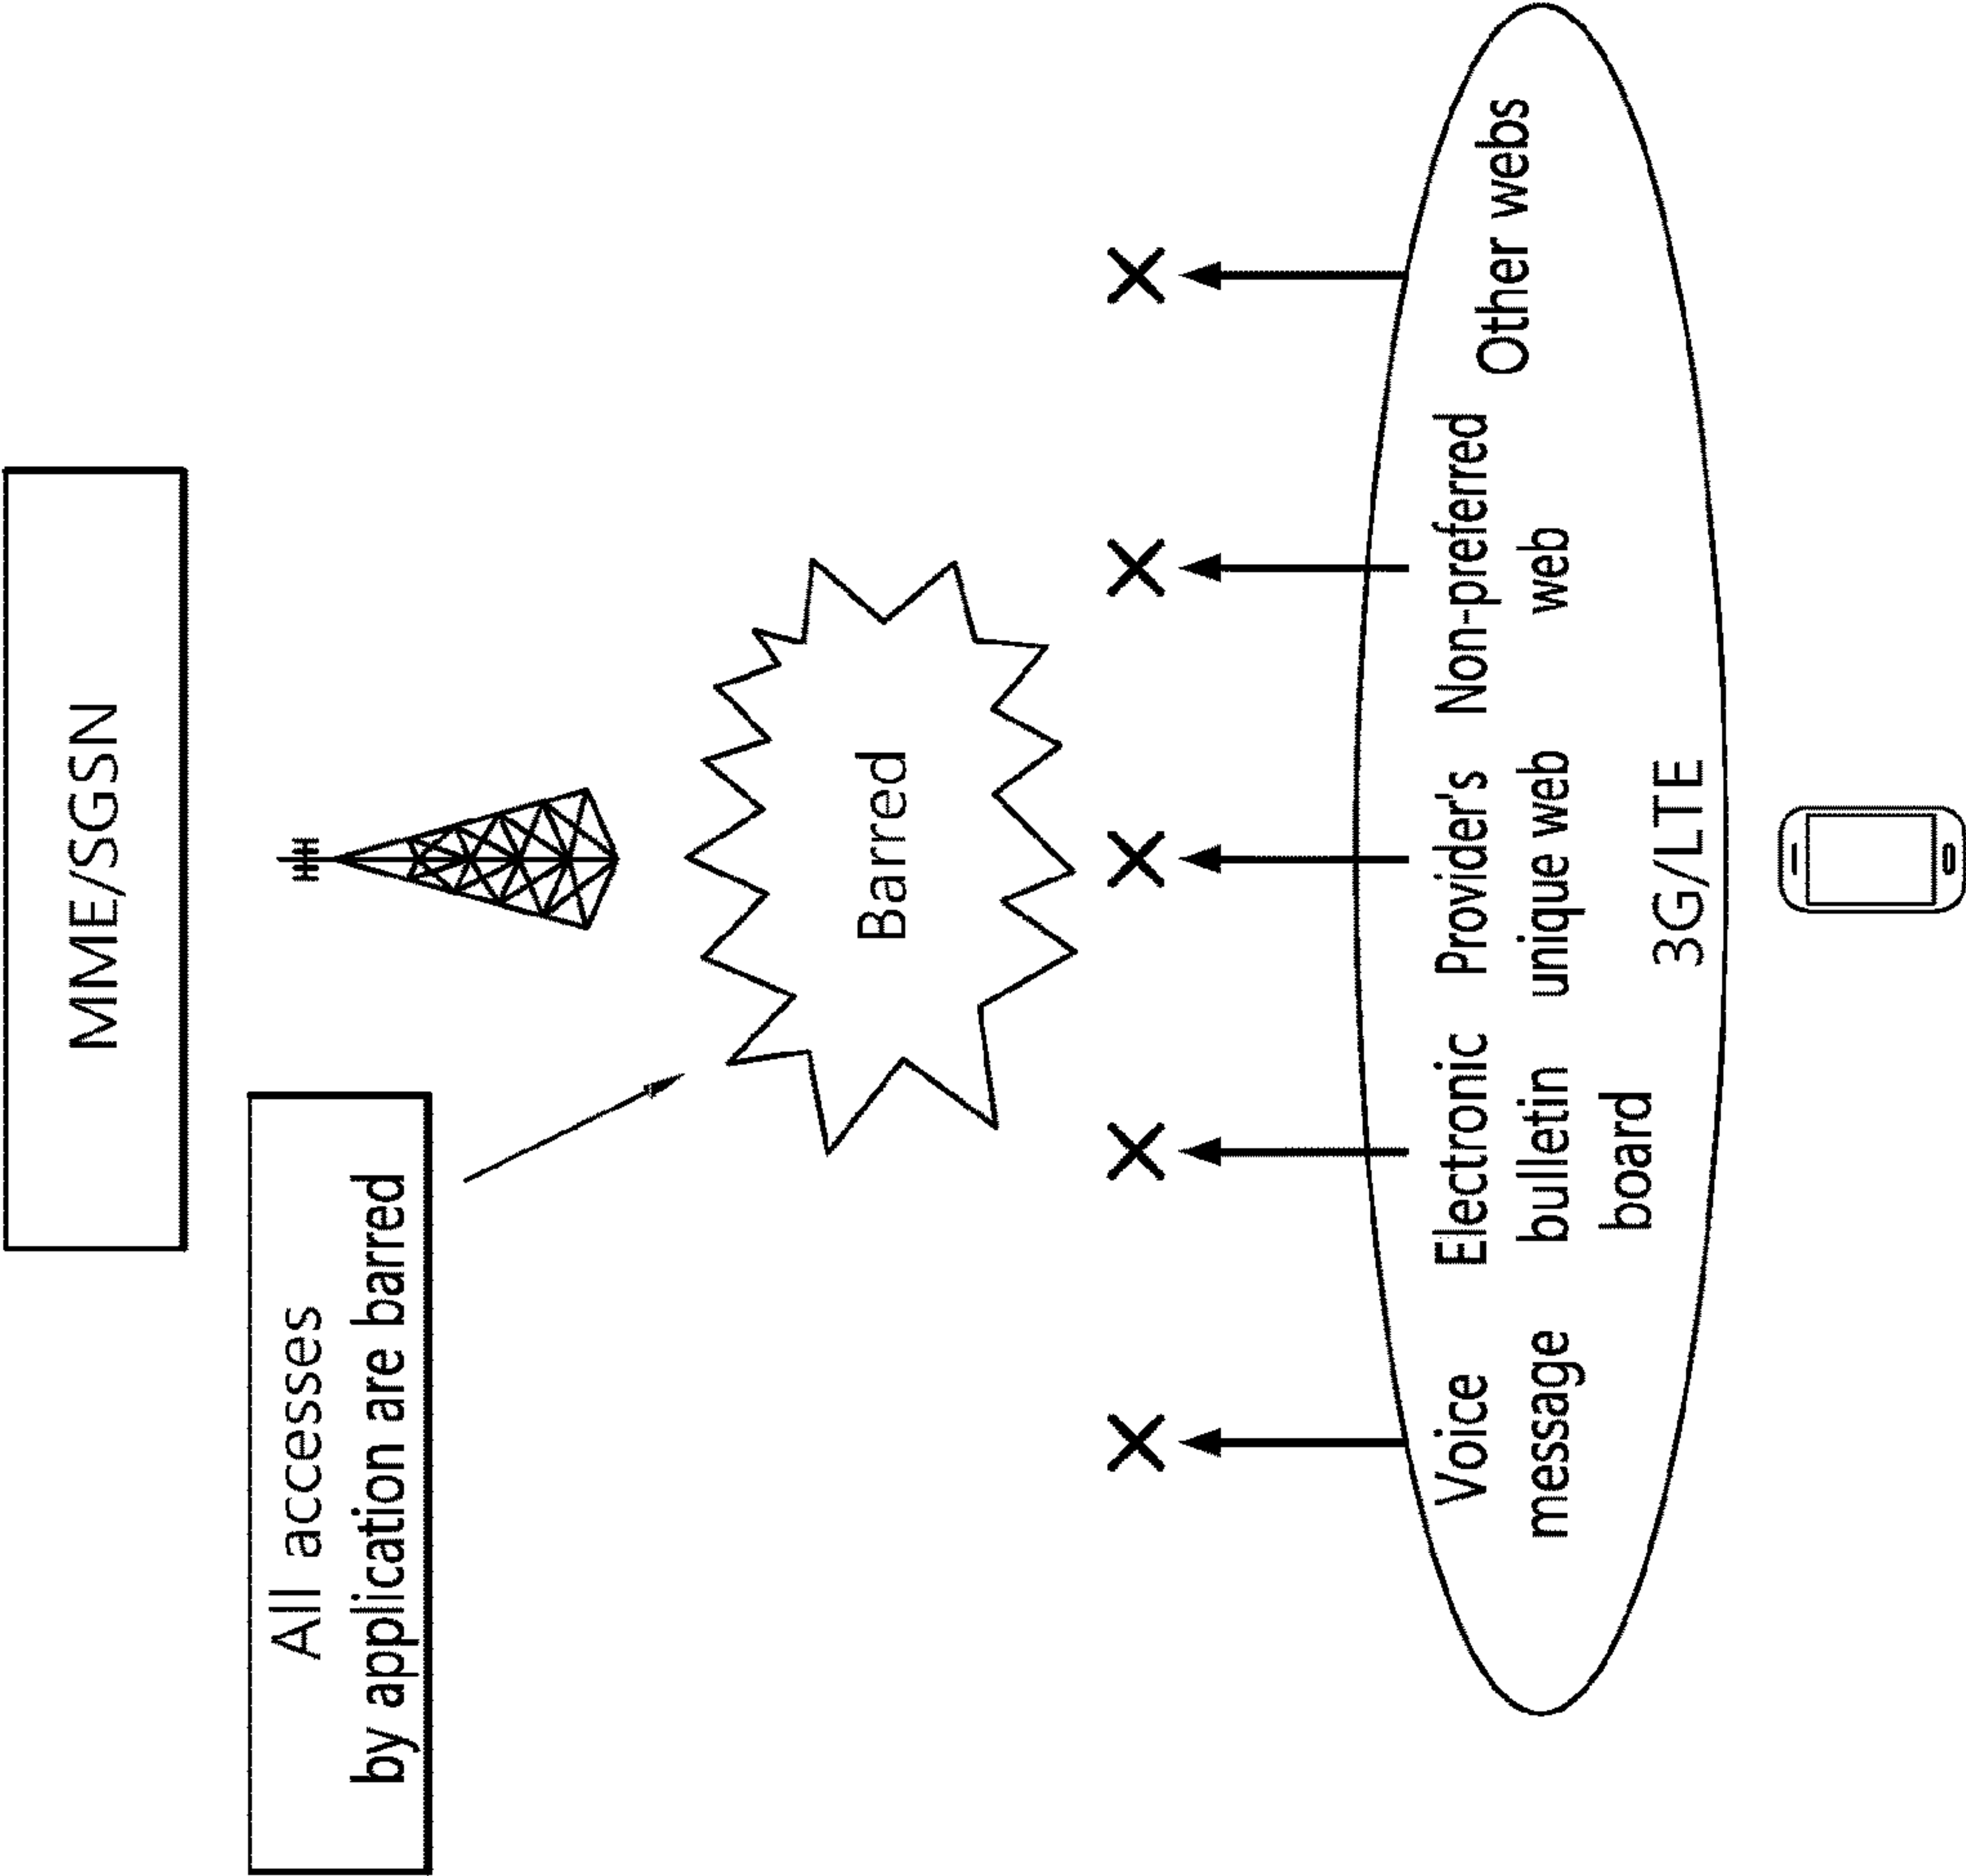 MME/SGSN
All accesses
by application are barred
Barred
Voice
message
Electronic
bulletin
board
Provider's
unique web
Non-preferred
web
Other webs
3G/LTE